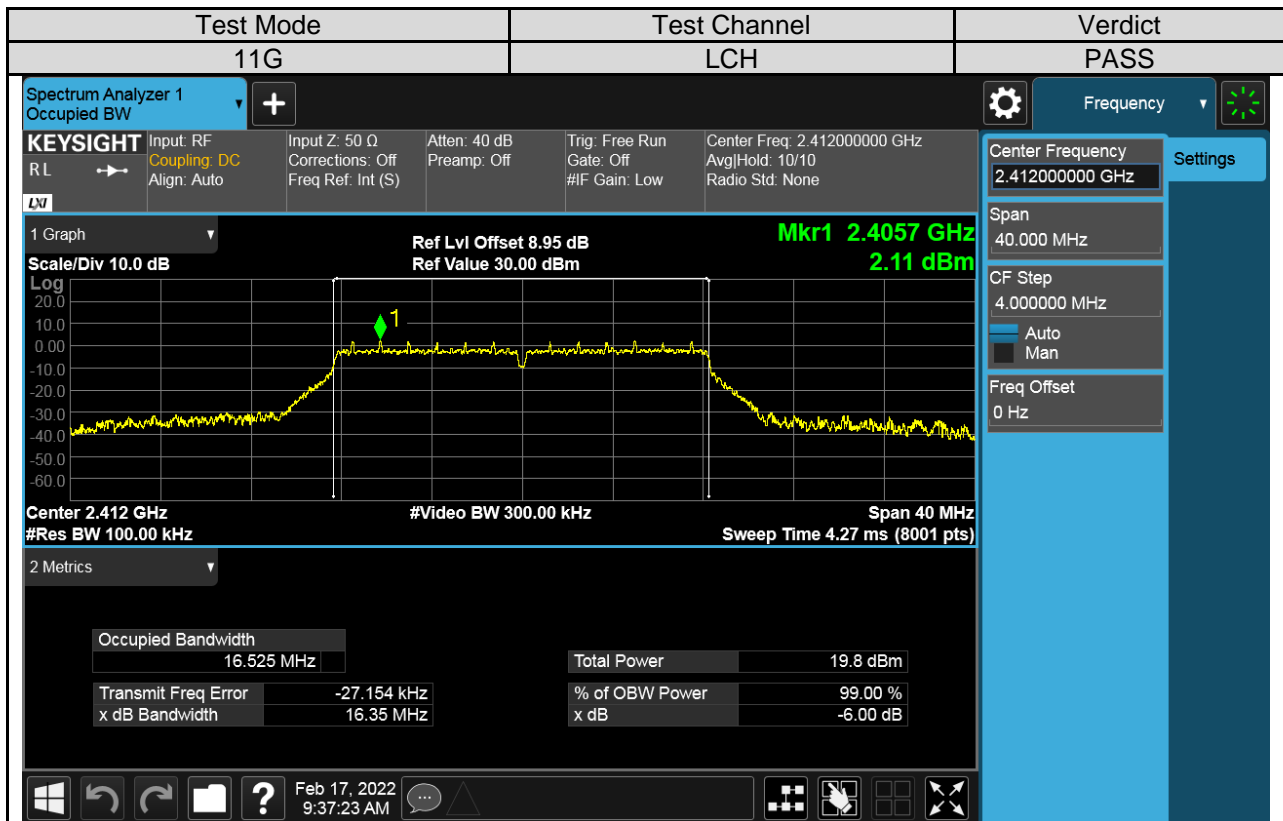 Test Mode Test Channel Verdict
11G LCH PASS
Spectrum Analyzer 1
Occupied BW
+
Frequency
KEYSIGHT Input: RF Input Z: 50 Ω Atten: 40 dB Trig: Free Run Center Freq: 2.412000000 GHz
RL Coupling: DC Corrections: Off Preamp: Off Gate: Off Avg|Hold: 10/10
Align: Auto Freq Ref: Int (S) #IF Gain: Low Radio Std: None
LXI
Center Frequency
2.412000000 GHz
Settings
Span
40.000 MHz
CF Step
4.000000 MHz
Auto
Man
Freq Offset
0 Hz
1 Graph Ref Lvl Offset 8.95 dB Mkr1 2.4057 GHz
Scale/Div 10.0 dB Ref Value 30.00 dBm 2.11 dBm
Log
20.0
10.0
0.00
-10.0
-20.0
-30.0
-40.0
-50.0
-60.0
1
Center 2.412 GHz #Video BW 300.00 kHz Span 40 MHz
#Res BW 100.00 kHz Sweep Time 4.27 ms (8001 pts)
2 Metrics
Occupied Bandwidth
16.525 MHz Total Power 19.8 dBm
Transmit Freq Error -27.154 kHz % of OBW Power 99.00 %
x dB Bandwidth 16.35 MHz x dB -6.00 dB
? Feb 17, 2022
9:37:23 AM